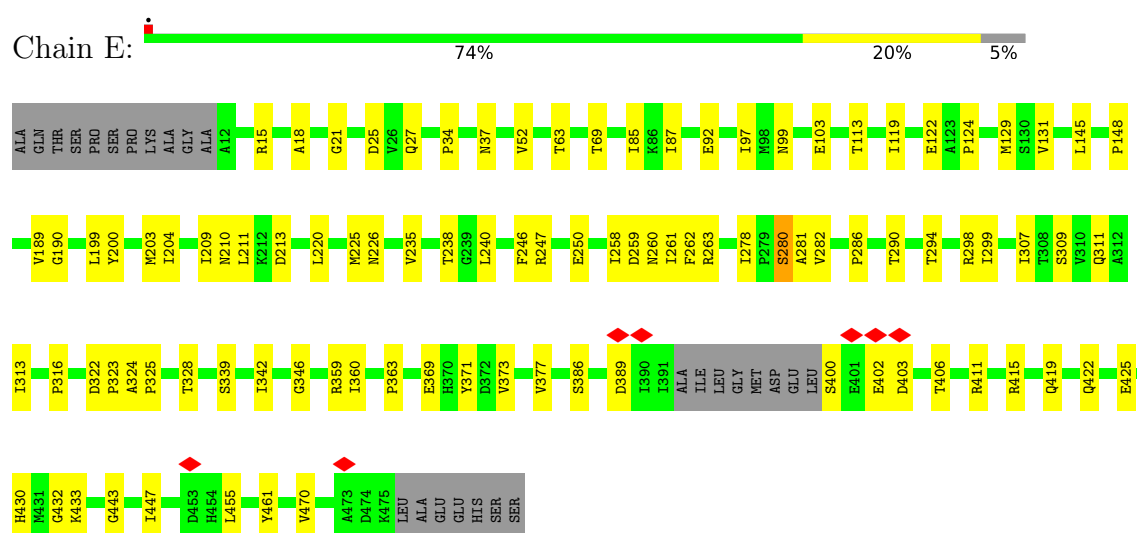 Chain E:
74% 20% 5%
ALA GLN THR SER PRO SER PRO LYS ALA GLY ALA A12 R15 A18 G21 D25 V26 Q27 P34 N37 V52 T63 T69 I85 K86 I87 E92 I97 M98 N99 E103 T113 I119 E122 A123 P124 M129 S130 V131 L145 P148
V189 G190 L199 Y200 M203 I204 I209 N210 L211 K212 D213 L220 M225 N226 V235 T238 G239 L240 F246 R247 E250 I258 D259 N260 I261 F262 R263 I278 P279 S280 A281 V282 P286 T290 T294 R298 I299 I307 T308 S309 V310 Q311 A312
I313 P316 D322 P323 A324 P325 T328 S339 I342 G346 R359 I360 P363 E369 H370 Y371 D372 V373 V377 S386 D389 I390 I391 ALA ILE LEU GLY MET ASP GLU LEU S400 E401 E402 D403 T406 R411 R415 Q419 Q422 E425
H430 M431 G432 K433 G443 I447 D453 H454 L455 Y461 V470 A473 D474 K475 LEU ALA GLU GLU HIS SER SER